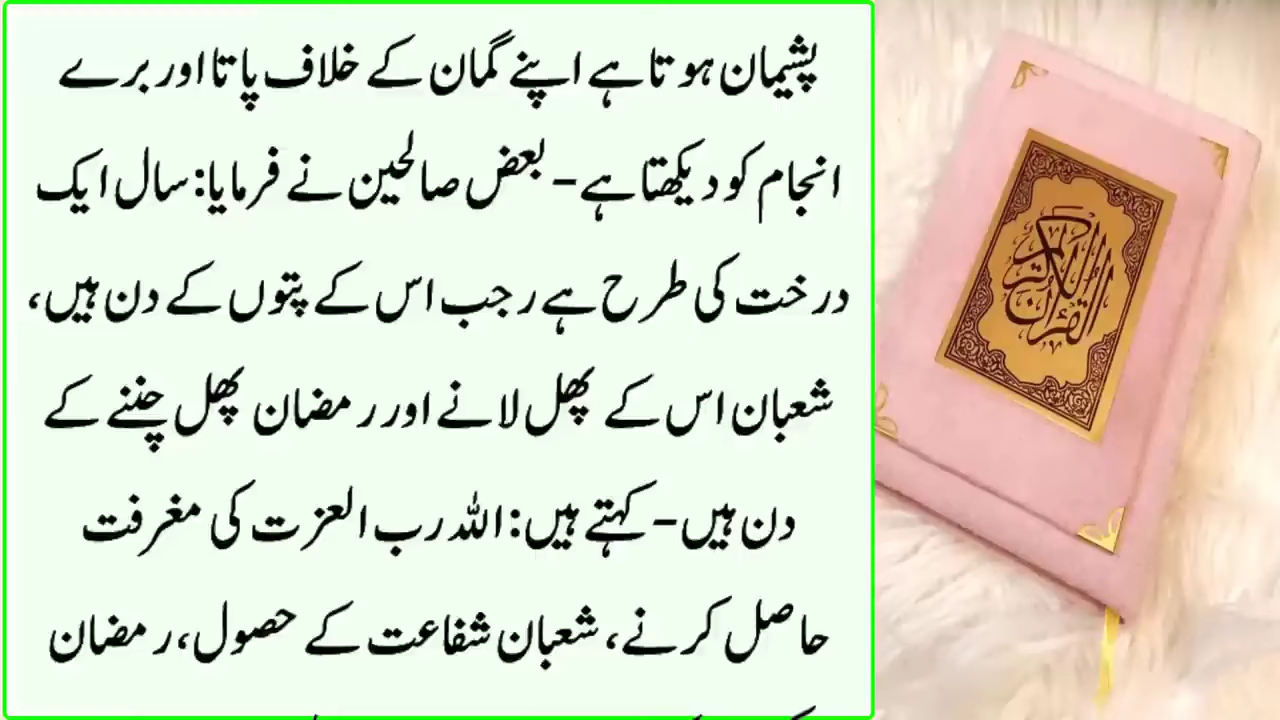 پشیمان ہوتا ہے اپنے گمان کے خلاف پاتا اور برے
انجام کو دیکھتا ہے - بعض صالحین نے فرمایا: سال ایک
درخت کی طرح ہے رجب اس کے پتوں کے دن ہیں،
شعبان اس کے پھل لانے اور رمضان پھل چننے کے
دن ہیں - کہتے ہیں: اللہ رب العزت کی مغرفت
حاصل کرنے، شعبان شفاعت کے حصول، رمضان
القرآن الكريم